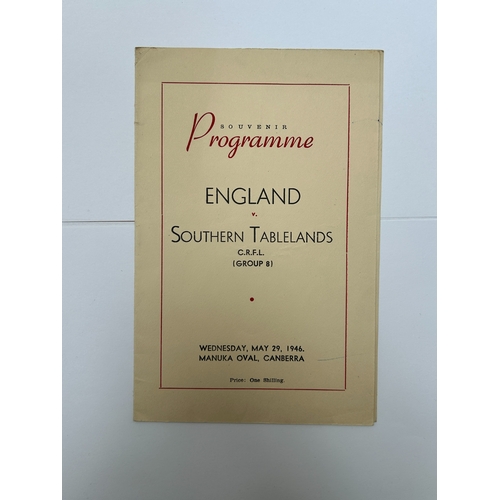 SOUVENIR
Programme
ENGLAND
v.
SOUTHERN TABLELANDS
C.R.F.L.
(GROUP 8)
WEDNESDAY, MAY 29, 1946.
MANUKA OVAL, CANBERRA
Price: One Shilling